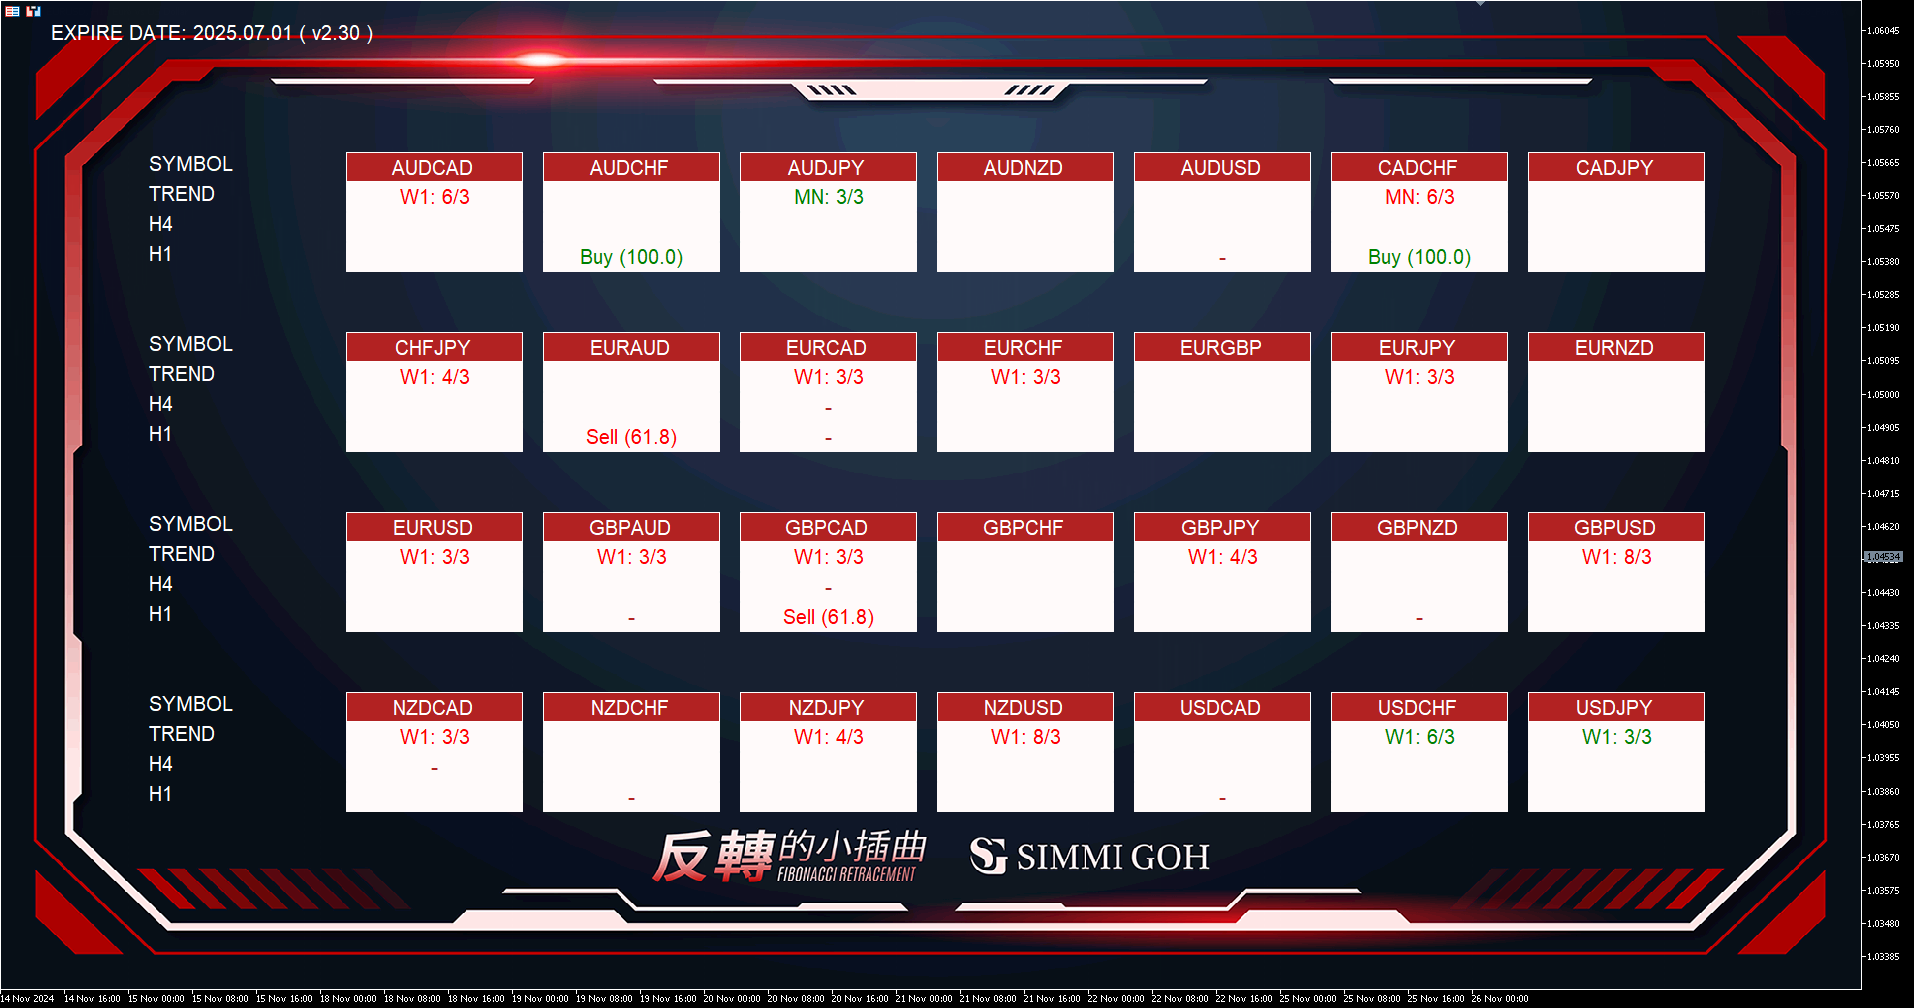 EXPIRE DATE: 2025.07.01 ( v2.30 )
SYMBOL AUDCAD AUDCHF AUDJPY AUDNZD AUDUSD CADCHF CADJPY
TREND W1: 6/3 MN: 3/3 MN: 6/3
H4
H1 Buy (100.0) - Buy (100.0)
SYMBOL CHFJPY EURAUD EURCAD EURCHF EURGBP EURJPY EURNZD
TREND W1: 4/3 W1: 3/3 W1: 3/3 W1: 3/3
H4 -
H1 Sell (61.8) -
SYMBOL EURUSD GBPAUD GBPCAD GBPCHF GBPJPY GBPNZD GBPUSD
TREND W1: 3/3 W1: 3/3 W1: 3/3 W1: 4/3 W1: 8/3
H4 -
H1 - Sell (61.8) -
SYMBOL NZDCAD NZDCHF NZDJPY NZDUSD USDCAD USDCHF USDJPY
TREND W1: 3/3 W1: 4/3 W1: 8/3 W1: 6/3 W1: 3/3
H4 -
H1 - -
反轉的小插曲
FIBONACCI RETRACEMENT
SG SIMMI GOH
1.06045
1.05950
1.05855
1.05760
1.05665
1.05570
1.05475
1.05380
1.05285
1.05190
1.05095
1.05000
1.04905
1.04810
1.04715
1.04620
1.04534
1.04430
1.04335
1.04240
1.04145
1.04050
1.03955
1.03860
1.03765
1.03670
1.03575
1.03480
1.03385
14 Nov 2024 14 Nov 16:00 15 Nov 00:00 15 Nov 08:00 15 Nov 16:00 18 Nov 00:00 18 Nov 08:00 18 Nov 16:00 19 Nov 00:00 19 Nov 08:00 19 Nov 16:00 20 Nov 00:00 20 Nov 08:00 20 Nov 16:00 21 Nov 00:00 21 Nov 08:00 21 Nov 16:00 22 Nov 00:00 22 Nov 08:00 22 Nov 16:00 25 Nov 00:00 25 Nov 08:00 25 Nov 16:00 26 Nov 00:00